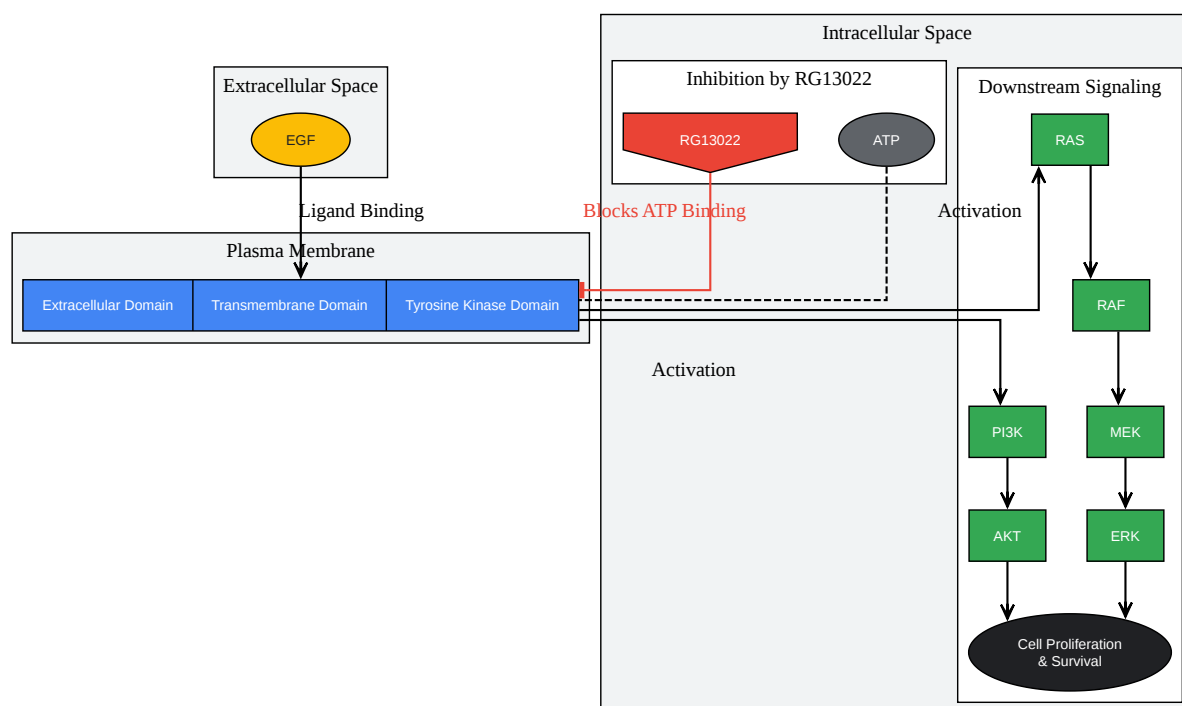 Intracellular Space
Extracellular Space
EGF
Inhibition by RG13022
RG13022
ATP
Downstream Signaling
RAS
Ligand Binding
Blocks ATP Binding
Activation
Plasma Membrane
Extracellular Domain
Transmembrane Domain
Tyrosine Kinase Domain
RAF
Activation
PI3K
MEK
AKT
ERK
Cell Proliferation
& Survival